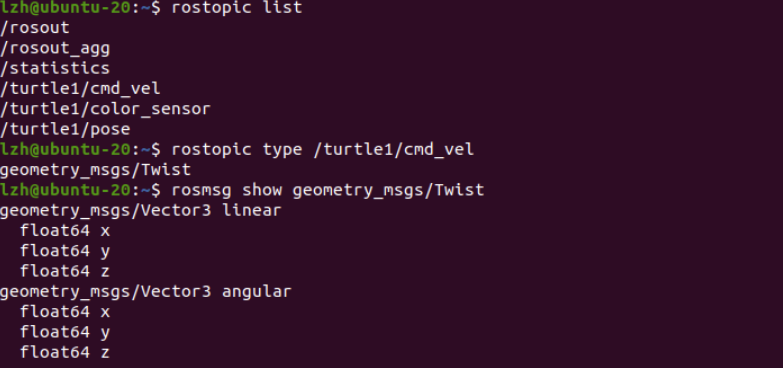 lzh@ubuntu-20:~$ rostopic list
/rosout
/rosout_agg
/statistics
/turtle1/cmd_vel
/turtle1/color_sensor
/turtle1/pose
lzh@ubuntu-20:~$ rostopic type /turtle1/cmd_vel
geometry_msgs/Twist
lzh@ubuntu-20:~$ rosmsg show geometry_msgs/Twist
geometry_msgs/Vector3 linear
  float64 x
  float64 y
  float64 z
geometry_msgs/Vector3 angular
  float64 x
  float64 y
  float64 z